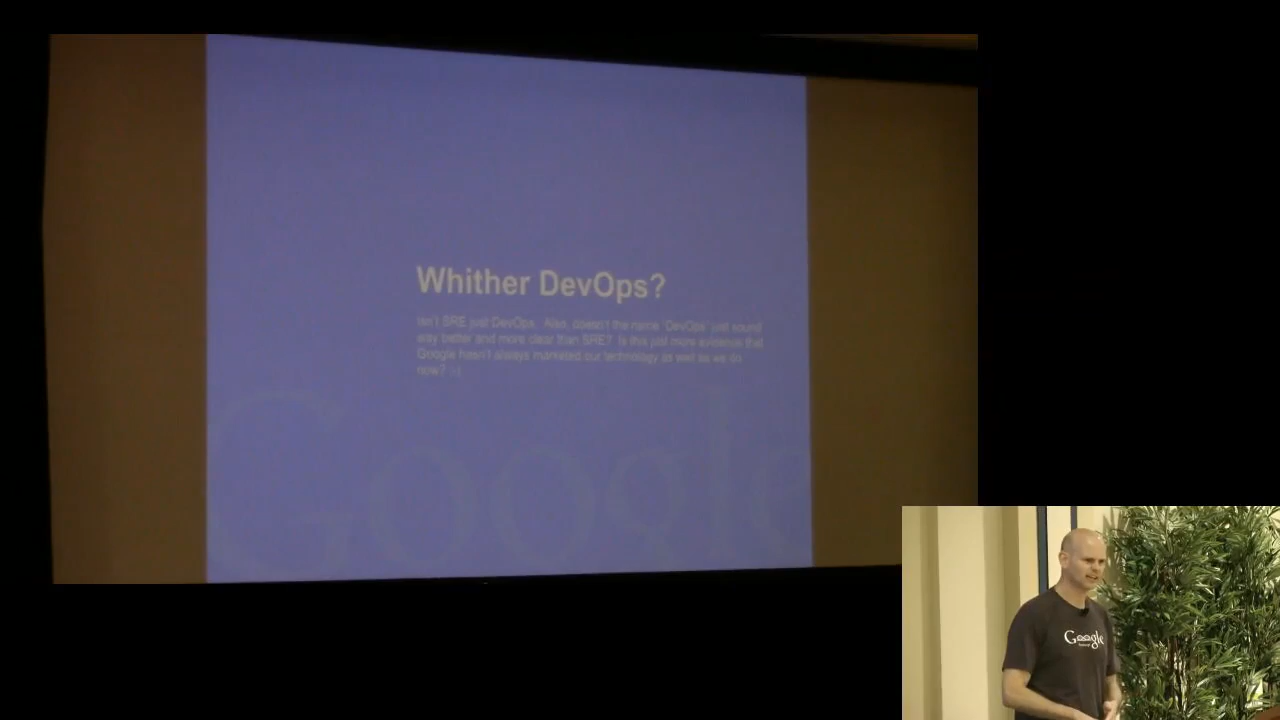 Whither DevOps?
Isn't SRE just DevOps. Also, doesn't the name 'DevOps' just sound
way better and more clear than SRE? Is this just more evidence that
Google hasn't always marketed our technology as well as we do
now? :-)
Google
Google